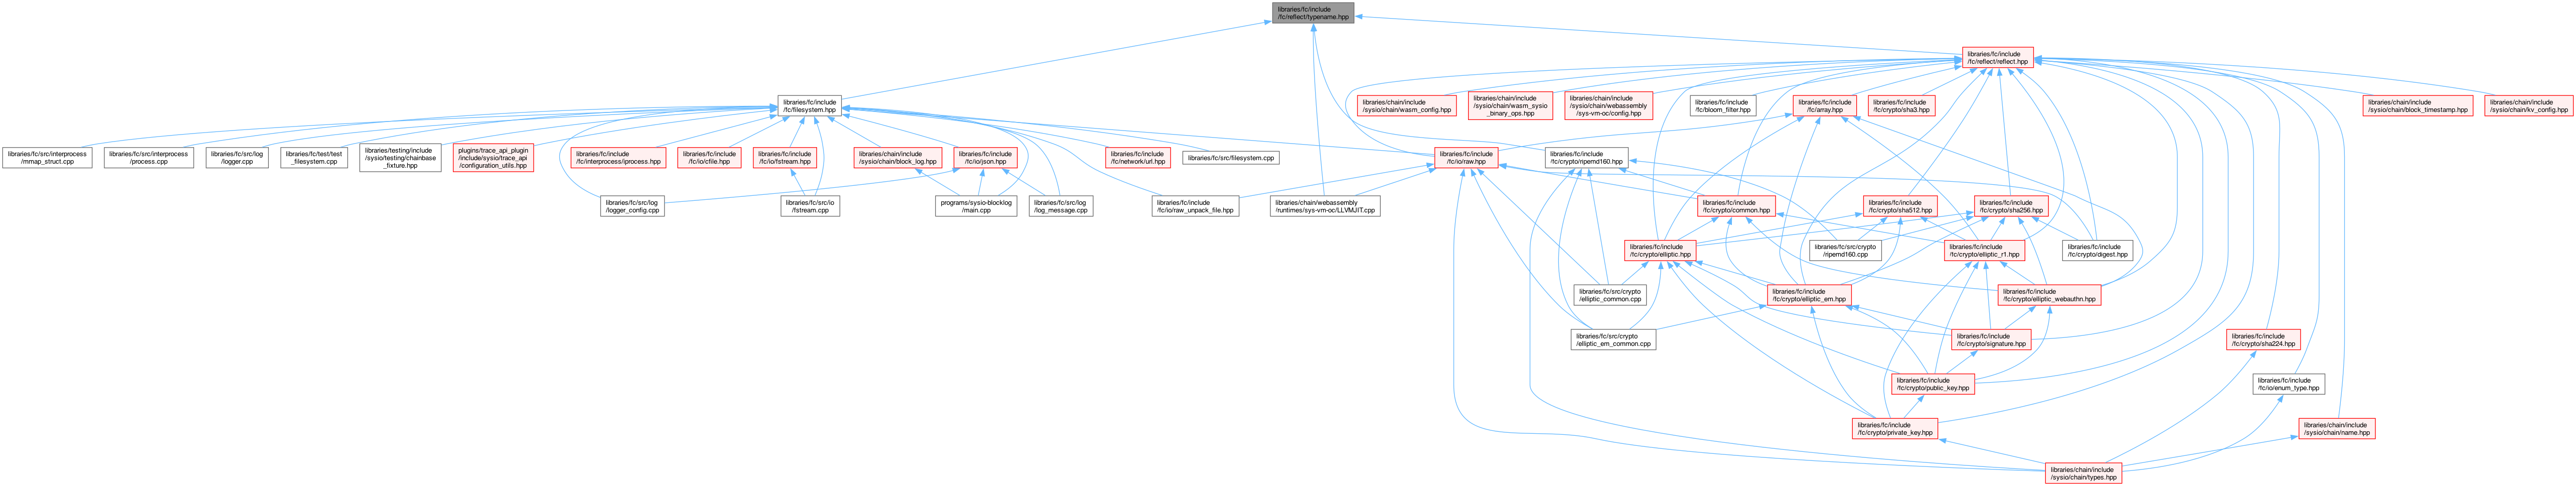 libraries/fc/include
/fc/reflect/typename.hpp
libraries/fc/include
/fc/reflect/reflect.hpp
libraries/fc/include
/fc/filesystem.hpp
libraries/chain/include
/sysio/chain/wasm_config.hpp
libraries/chain/include
/sysio/chain/wasm_sysio
_binary_ops.hpp
libraries/chain/include
/sysio/chain/webassembly
/sys-vm-oc/config.hpp
libraries/fc/include
/fc/bloom_filter.hpp
libraries/fc/include
/fc/array.hpp
libraries/fc/include
/fc/crypto/sha3.hpp
libraries/chain/include
/sysio/chain/block_timestamp.hpp
libraries/chain/include
/sysio/chain/kv_config.hpp
libraries/fc/src/interprocess
/mmap_struct.cpp
libraries/fc/src/interprocess
/process.cpp
libraries/fc/src/log
/logger.cpp
libraries/fc/test/test
_filesystem.cpp
libraries/testing/include
/sysio/testing/chainbase
_fixture.hpp
plugins/trace_api_plugin
/include/sysio/trace_api
/configuration_utils.hpp
libraries/fc/include
/fc/interprocess/iprocess.hpp
libraries/fc/include
/fc/io/cfile.hpp
libraries/fc/include
/fc/io/fstream.hpp
libraries/chain/include
/sysio/chain/block_log.hpp
libraries/fc/include
/fc/io/json.hpp
libraries/fc/include
/fc/network/url.hpp
libraries/fc/src/filesystem.cpp
libraries/fc/include
/fc/io/raw.hpp
libraries/fc/include
/fc/crypto/ripemd160.hpp
libraries/fc/src/log
/logger_config.cpp
libraries/fc/src/io
/fstream.cpp
programs/sysio-blocklog
/main.cpp
libraries/fc/src/log
/log_message.cpp
libraries/fc/include
/fc/io/raw_unpack_file.hpp
libraries/chain/webassembly
/runtimes/sys-vm-oc/LLVMJIT.cpp
libraries/fc/include
/fc/crypto/common.hpp
libraries/fc/include
/fc/crypto/sha512.hpp
libraries/fc/include
/fc/crypto/sha256.hpp
libraries/fc/include
/fc/crypto/elliptic.hpp
libraries/fc/src/crypto
/ripemd160.cpp
libraries/fc/include
/fc/crypto/elliptic_r1.hpp
libraries/fc/include
/fc/crypto/digest.hpp
libraries/fc/src/crypto
/elliptic_common.cpp
libraries/fc/include
/fc/crypto/elliptic_em.hpp
libraries/fc/include
/fc/crypto/elliptic_webauthn.hpp
libraries/fc/src/crypto
/elliptic_em_common.cpp
libraries/fc/include
/fc/crypto/signature.hpp
libraries/fc/include
/fc/crypto/sha224.hpp
libraries/fc/include
/fc/crypto/public_key.hpp
libraries/fc/include
/fc/io/enum_type.hpp
libraries/fc/include
/fc/crypto/private_key.hpp
libraries/chain/include
/sysio/chain/name.hpp
libraries/chain/include
/sysio/chain/types.hpp